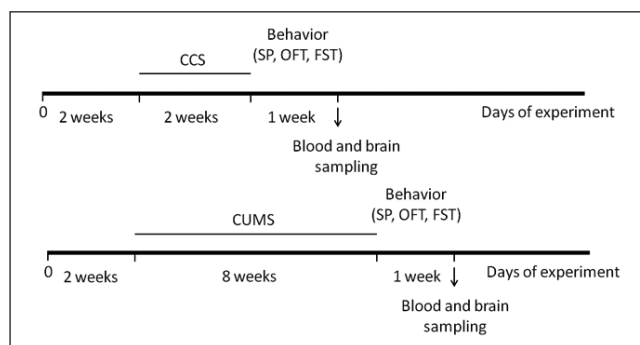 Behavior
(SP, OFT, FST)
CCS
0
2 weeks
2 weeks
1 week
Days of experiment
Blood and brain
sampling
Behavior
(SP, OFT, FST)
CUMS
0
2 weeks
8 weeks
1 week
Days of experiment
Blood and brain
sampling